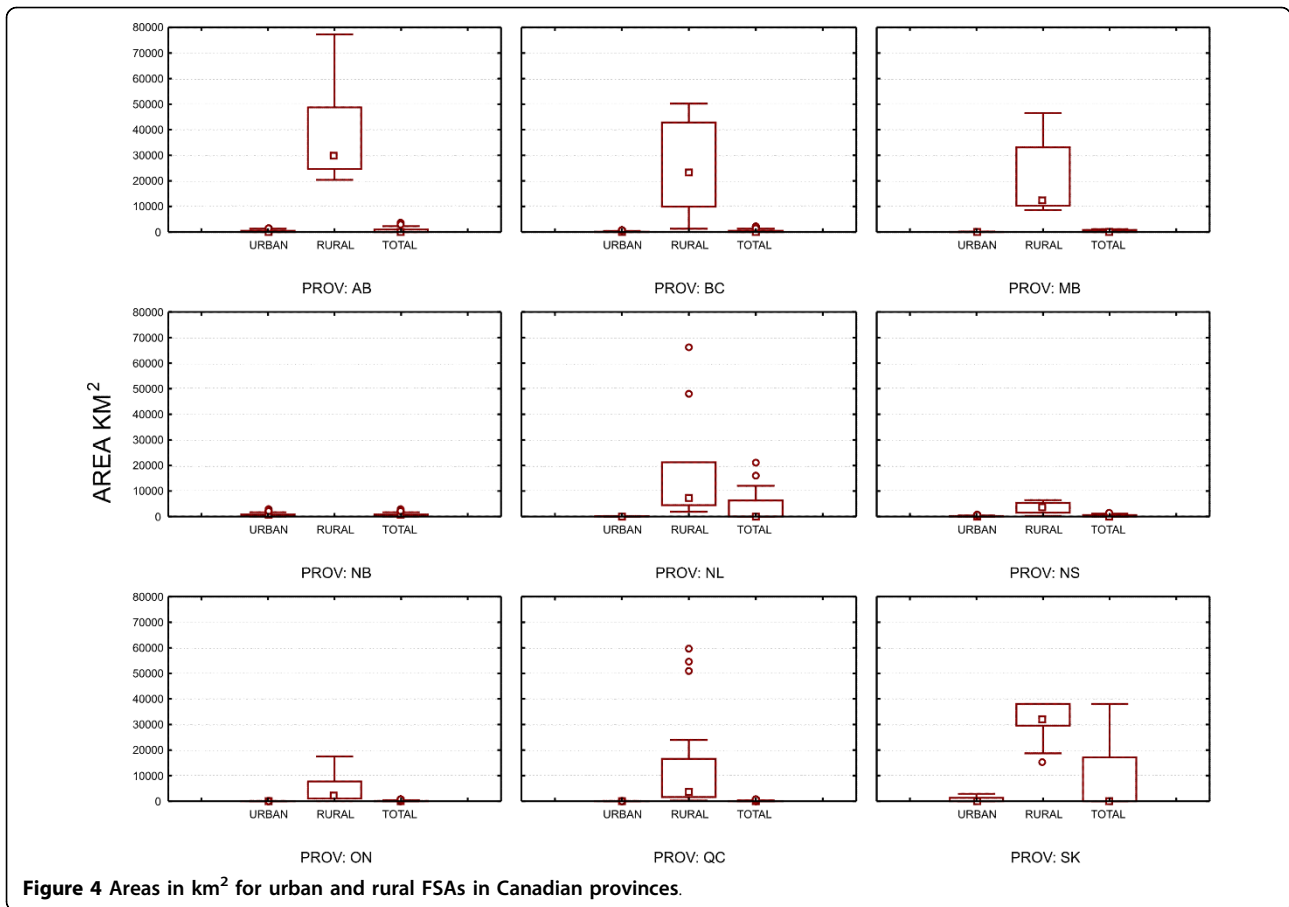 80000
70000
60000
50000
40000
30000
20000
10000
0
URBAN RURAL TOTAL
URBAN RURAL TOTAL
URBAN RURAL TOTAL
PROV: AB
PROV: BC
PROV: MB
AREA KM²
80000
70000
60000
50000
40000
30000
20000
10000
0
URBAN RURAL TOTAL
URBAN RURAL TOTAL
URBAN RURAL TOTAL
PROV: NB
PROV: NL
PROV: NS
80000
70000
60000
50000
40000
30000
20000
10000
0
URBAN RURAL TOTAL
URBAN RURAL TOTAL
URBAN RURAL TOTAL
PROV: ON
PROV: QC
PROV: SK
Figure 4 Areas in km² for urban and rural FSAs in Canadian provinces.